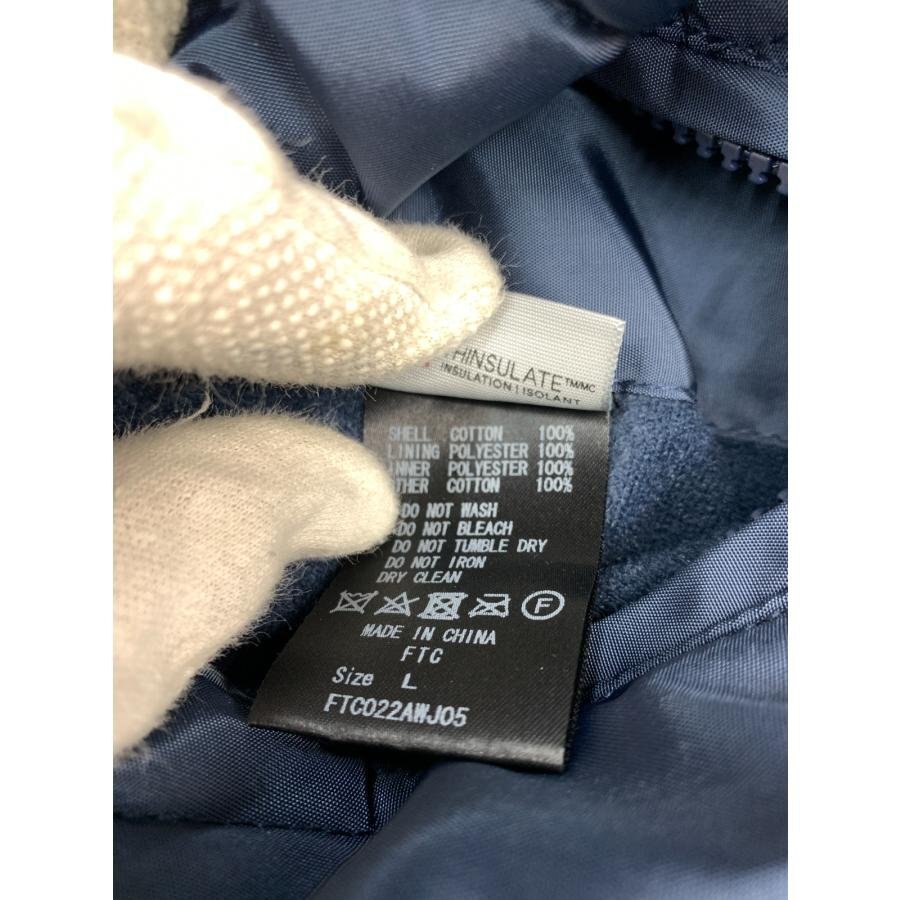 THINSULATE™/MC
INSULATION | ISOLANT
SHELL COTTON 100%
LINING POLYESTER 100%
INNER POLYESTER 100%
OTHER COTTON 100%
DO NOT WASH
DO NOT BLEACH
DO NOT TUMBLE DRY
DO NOT IRON
DRY CLEAN
F
MADE IN CHINA
FTC
Size L
FTC022AWJ05